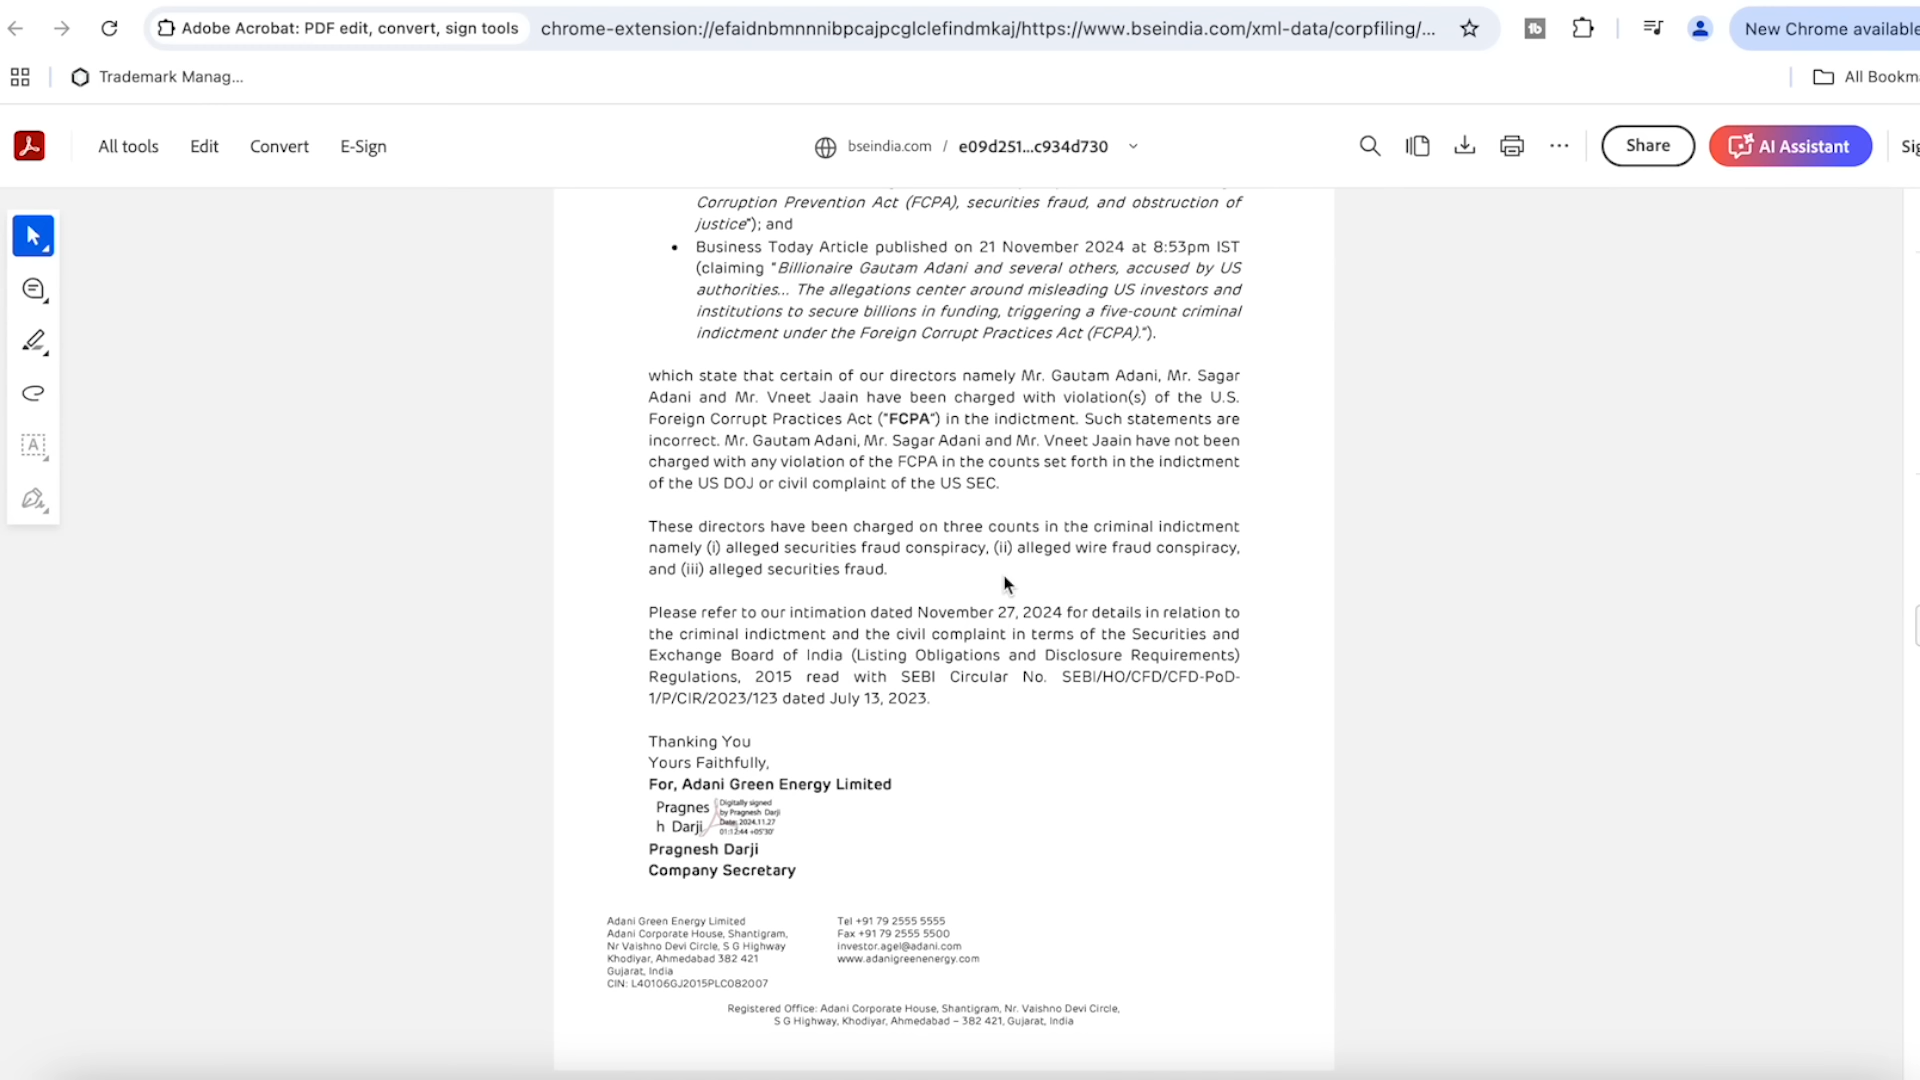 Adobe Acrobat: PDF edit, convert, sign tools
chrome-extension://efaidnbmnnnibpcajpcglclefindmkaj/https://www.bseindia.com/xml-data/corpfiling/...
New Chrome available
Trademark Manag...
All Bookma
All tools
Edit
Convert
E-Sign
bseindia.com / e09d251...c934d730
Share
AI Assistant
Sig
Corruption Prevention Act (FCPA), securities fraud, and obstruction of
justice"); and
• Business Today Article published on 21 November 2024 at 8:53pm IST
(claiming "Billionaire Gautam Adani and several others, accused by US
authorities... The allegations center around misleading US investors and
institutions to secure billions in funding, triggering a five-count criminal
indictment under the Foreign Corrupt Practices Act (FCPA).").
which state that certain of our directors namely Mr. Gautam Adani, Mr. Sagar
Adani and Mr. Vneet Jaain have been charged with violation(s) of the U.S.
Foreign Corrupt Practices Act ("FCPA") in the indictment. Such statements are
incorrect. Mr. Gautam Adani, Mr. Sagar Adani and Mr. Vneet Jaain have not been
charged with any violation of the FCPA in the counts set forth in the indictment
of the US DOJ or civil complaint of the US SEC.
These directors have been charged on three counts in the criminal indictment
namely (i) alleged securities fraud conspiracy, (ii) alleged wire fraud conspiracy,
and (iii) alleged securities fraud.
Please refer to our intimation dated November 27, 2024 for details in relation to
the criminal indictment and the civil complaint in terms of the Securities and
Exchange Board of India (Listing Obligations and Disclosure Requirements)
Regulations, 2015 read with SEBI Circular No. SEBI/HO/CFD/CFD-PoD-
1/P/CIR/2023/123 dated July 13, 2023.
Thanking You
Yours Faithfully,
For, Adani Green Energy Limited
Pragnes
h Darji
Digitally signed
by Pragnesh Darji
Date: 2024.11.27
01:12:44 +05'30'
Pragnesh Darji
Company Secretary
Adani Green Energy Limited
Adani Corporate House, Shantigram,
Nr Vaishno Devi Circle, S G Highway
Khodiyar, Ahmedabad 382 421
Gujarat, India
CIN: L40106GJ2015PLC082007
Tel +91 79 2555 5555
Fax +91 79 2555 5500
investor.agel@adani.com
www.adanigreenenergy.com
Registered Office: Adani Corporate House, Shantigram, Nr. Vaishno Devi Circle,
S G Highway, Khodiyar, Ahmedabad – 382 421, Gujarat, India